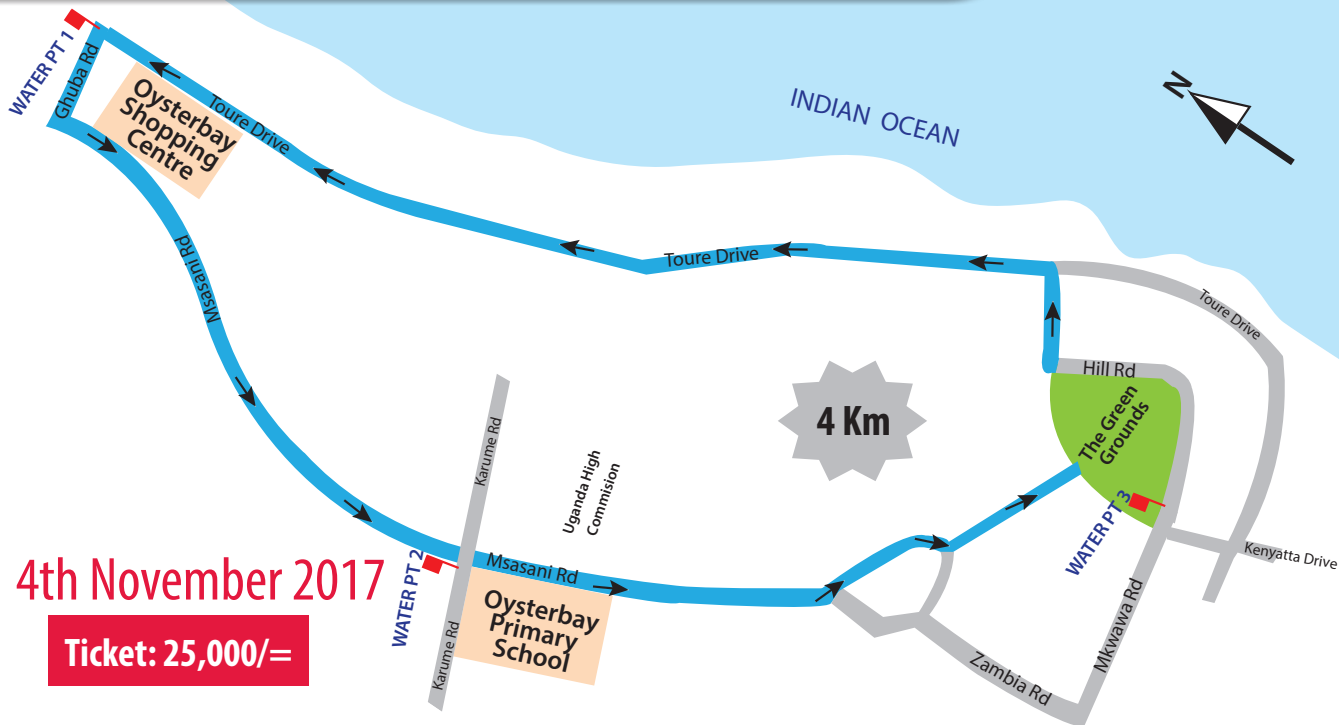 WATER PT 1
Ghuba Rd
Oysterbay
Shopping
Centre
Toure Drive
INDIAN OCEAN
N
Msasani Rd
Toure Drive
Toure Drive
Hill Rd
The Green
Grounds
4 Km
Karume Rd
Uganda High
Commision
WATER PT 3
Kenyatta Drive
WATER PT 2
Msasani Rd
4th November 2017
Ticket: 25,000/=
Oysterbay
Primary
School
Karume Rd
Zambia Rd
Mkwawa Rd